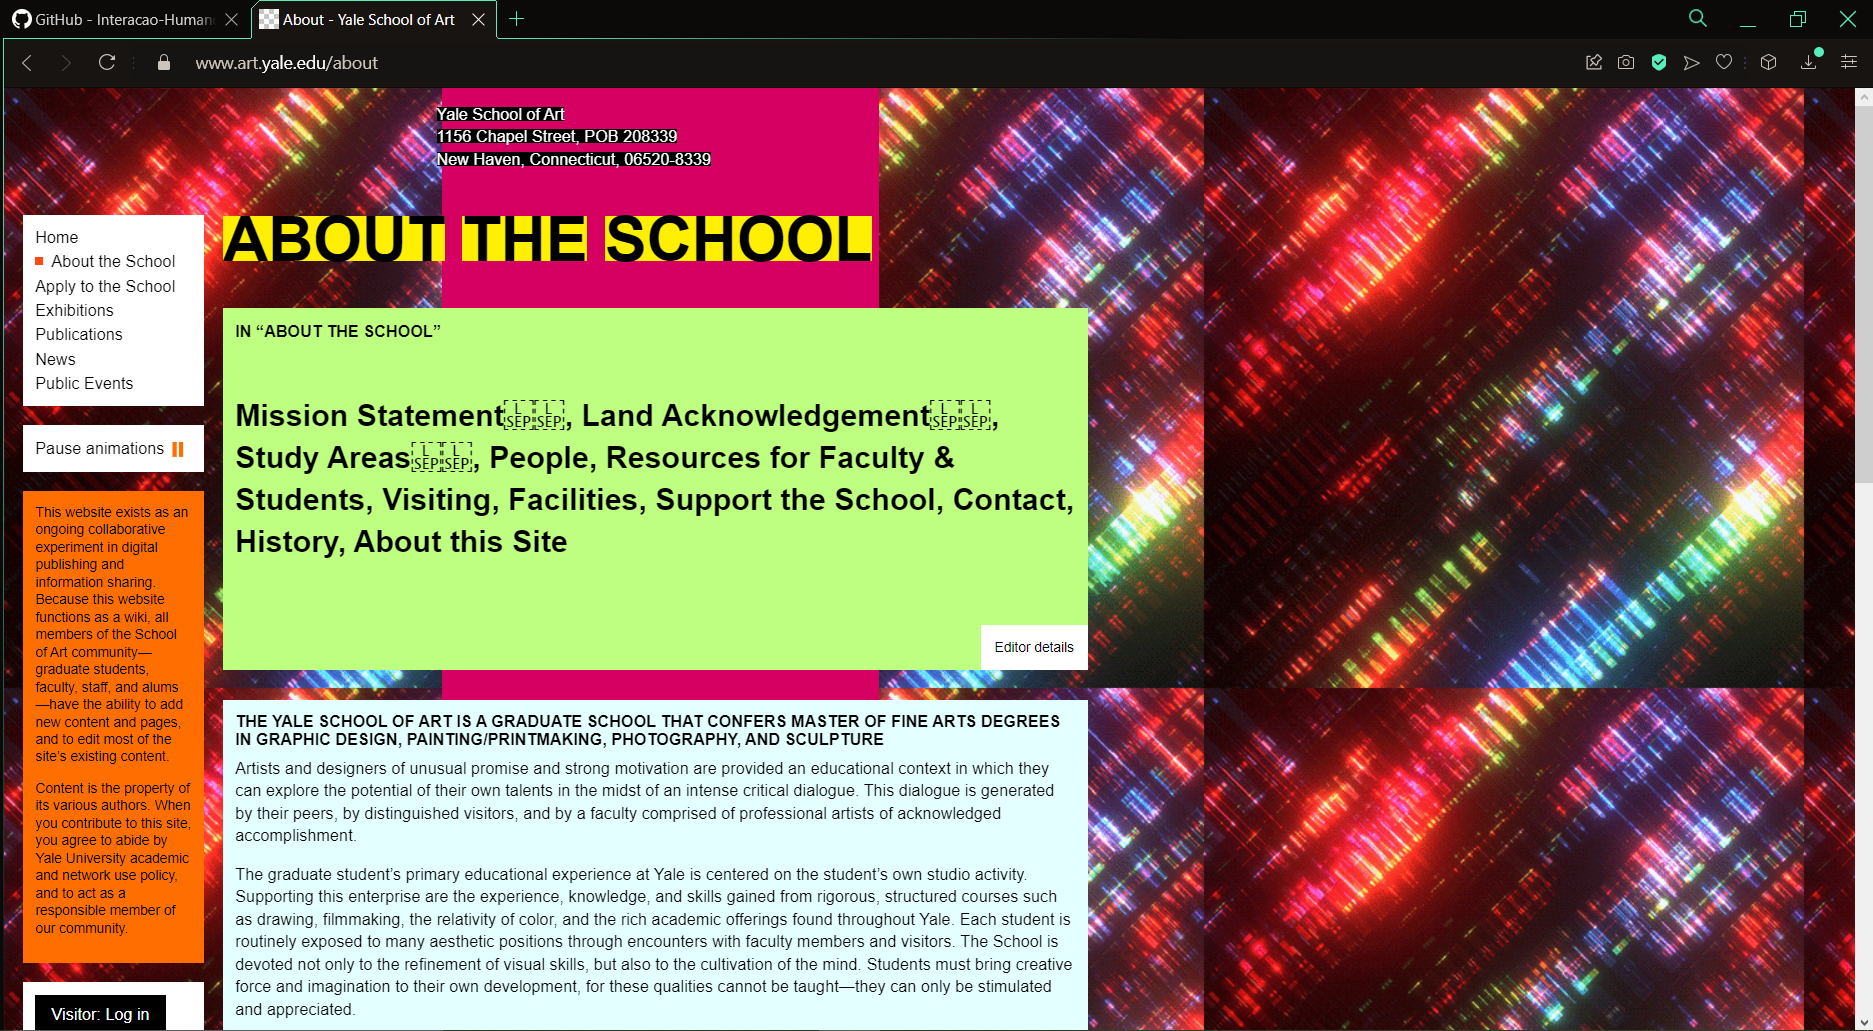 GitHub - Interacao-Human
About - Yale School of Art
www.art.yale.edu/about
Yale School of Art
1156 Chapel Street, POB 208339
New Haven, Connecticut, 06520-8339
ABOUT THE SCHOOL
Home
About the School
Apply to the School
Exhibitions
Publications
News
Public Events
Pause animations
This website exists as an
ongoing collaborative
experiment in digital
publishing and
information sharing.
Because this website
functions as a wiki, all
members of the School
of Art community—
graduate students,
faculty, staff, and alums
—have the ability to add
new content and pages,
and to edit most of the
site’s existing content.
Content is the property of
its various authors. When
you contribute to this site,
you agree to abide by
Yale University academic
and network use policy,
and to act as a
responsible member of
our community.
Visitor: Log in
IN “ABOUT THE SCHOOL”
Mission Statement LSEP LSEP, Land Acknowledgement LSEP LSEP,
Study Areas LSEP LSEP, People, Resources for Faculty &
Students, Visiting, Facilities, Support the School, Contact,
History, About this Site
Editor details
THE YALE SCHOOL OF ART IS A GRADUATE SCHOOL THAT CONFERS MASTER OF FINE ARTS DEGREES
IN GRAPHIC DESIGN, PAINTING/PRINTMAKING, PHOTOGRAPHY, AND SCULPTURE
Artists and designers of unusual promise and strong motivation are provided an educational context in which they
can explore the potential of their own talents in the midst of an intense critical dialogue. This dialogue is generated
by their peers, by distinguished visitors, and by a faculty comprised of professional artists of acknowledged
accomplishment.
The graduate student’s primary educational experience at Yale is centered on the student’s own studio activity.
Supporting this enterprise are the experience, knowledge, and skills gained from rigorous, structured courses such
as drawing, filmmaking, the relativity of color, and the rich academic offerings found throughout Yale. Each student is
routinely exposed to many aesthetic positions through encounters with faculty members and visitors. The School is
devoted not only to the refinement of visual skills, but also to the cultivation of the mind. Students must bring creative
force and imagination to their own development, for these qualities cannot be taught—they can only be stimulated
and appreciated.